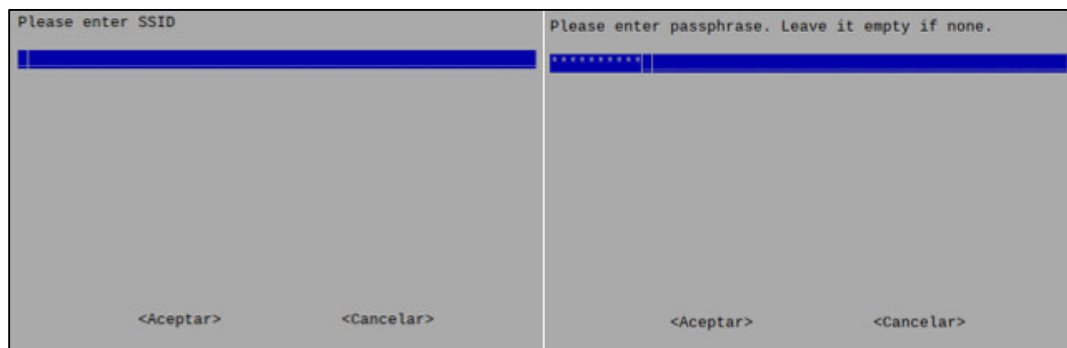 Please enter SSID
<Aceptar> <Cancelar>
Please enter passphrase. Leave it empty if none.
**********
<Aceptar> <Cancelar>